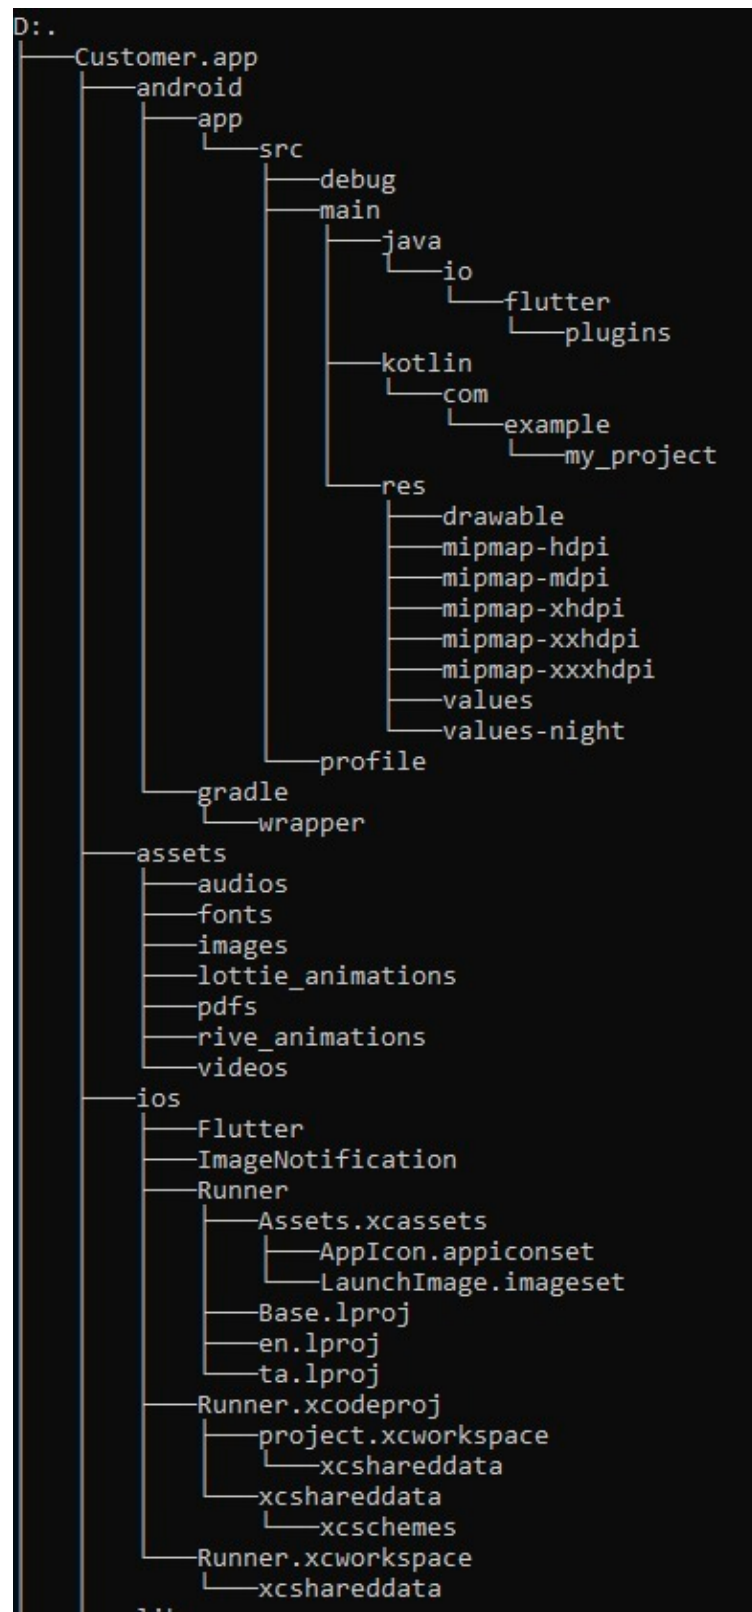 D:.
├───Customer.app
│   ├───android
│   │   ├───app
│   │   │   └───src
│   │   │       ├───debug
│   │   │       ├───main
│   │   │       │   ├───java
│   │   │       │   │   └───io
│   │   │       │   │       └───flutter
│   │   │       │   │           └───plugins
│   │   │       │   ├───kotlin
│   │   │       │   │   └───com
│   │   │       │   │       └───example
│   │   │       │   │           └───my_project
│   │   │       │   └───res
│   │   │       │       ├───drawable
│   │   │       │       ├───mipmap-hdpi
│   │   │       │       ├───mipmap-mdpi
│   │   │       │       ├───mipmap-xhdpi
│   │   │       │       ├───mipmap-xxhdpi
│   │   │       │       ├───mipmap-xxxhdpi
│   │   │       │       ├───values
│   │   │       │       └───values-night
│   │   │       └───profile
│   │   └───gradle
│   │       └───wrapper
│   ├───assets
│   │   ├───audios
│   │   ├───fonts
│   │   ├───images
│   │   ├───lottie_animations
│   │   ├───pdfs
│   │   ├───rive_animations
│   │   └───videos
│   ├───ios
│   │   ├───Flutter
│   │   ├───ImageNotification
│   │   ├───Runner
│   │   │   ├───Assets.xcassets
│   │   │   │   ├───AppIcon.appiconset
│   │   │   │   └───LaunchImage.imageset
│   │   │   ├───Base.lproj
│   │   │   ├───en.lproj
│   │   │   └───ta.lproj
│   │   ├───Runner.xcodeproj
│   │   │   ├───project.xcworkspace
│   │   │   │   └───xcshareddata
│   │   │   └───xcshareddata
│   │   │       └───xcschemes
│   │   └───Runner.xcworkspace
│   │       └───xcshareddata